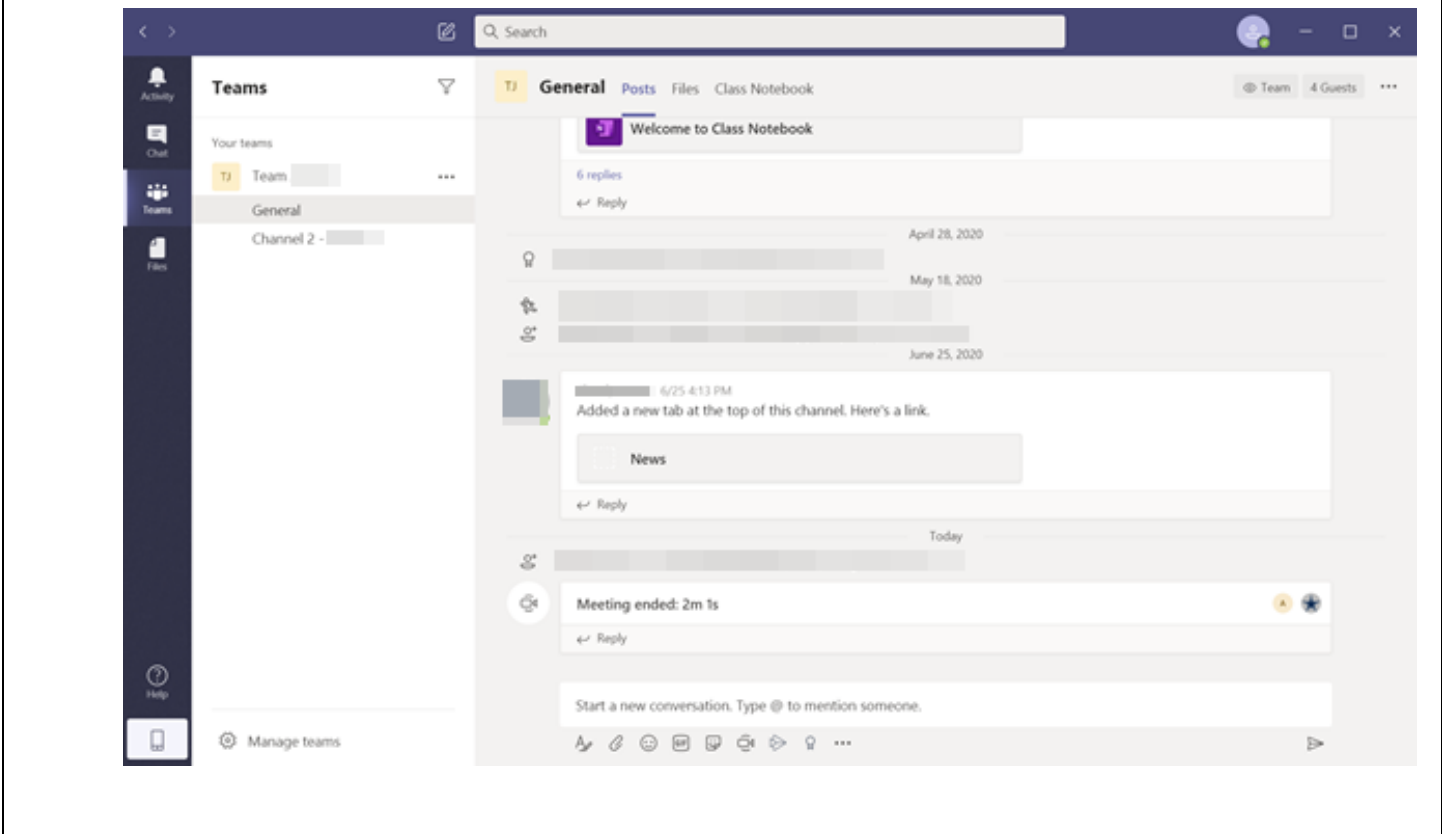 Search
Activity
Chat
Teams
Files
Help
Teams
Your teams
TJ Team
General
Channel 2 -
Manage teams
TJ General Posts Files Class Notebook Team 4 Guests
Welcome to Class Notebook
6 replies
Reply
April 28, 2020
May 18, 2020
June 25, 2020
6/25 4:13 PM
Added a new tab at the top of this channel. Here's a link.
News
Reply
Today
Meeting ended: 2m 1s
A
Reply
Start a new conversation. Type @ to mention someone.
GIF